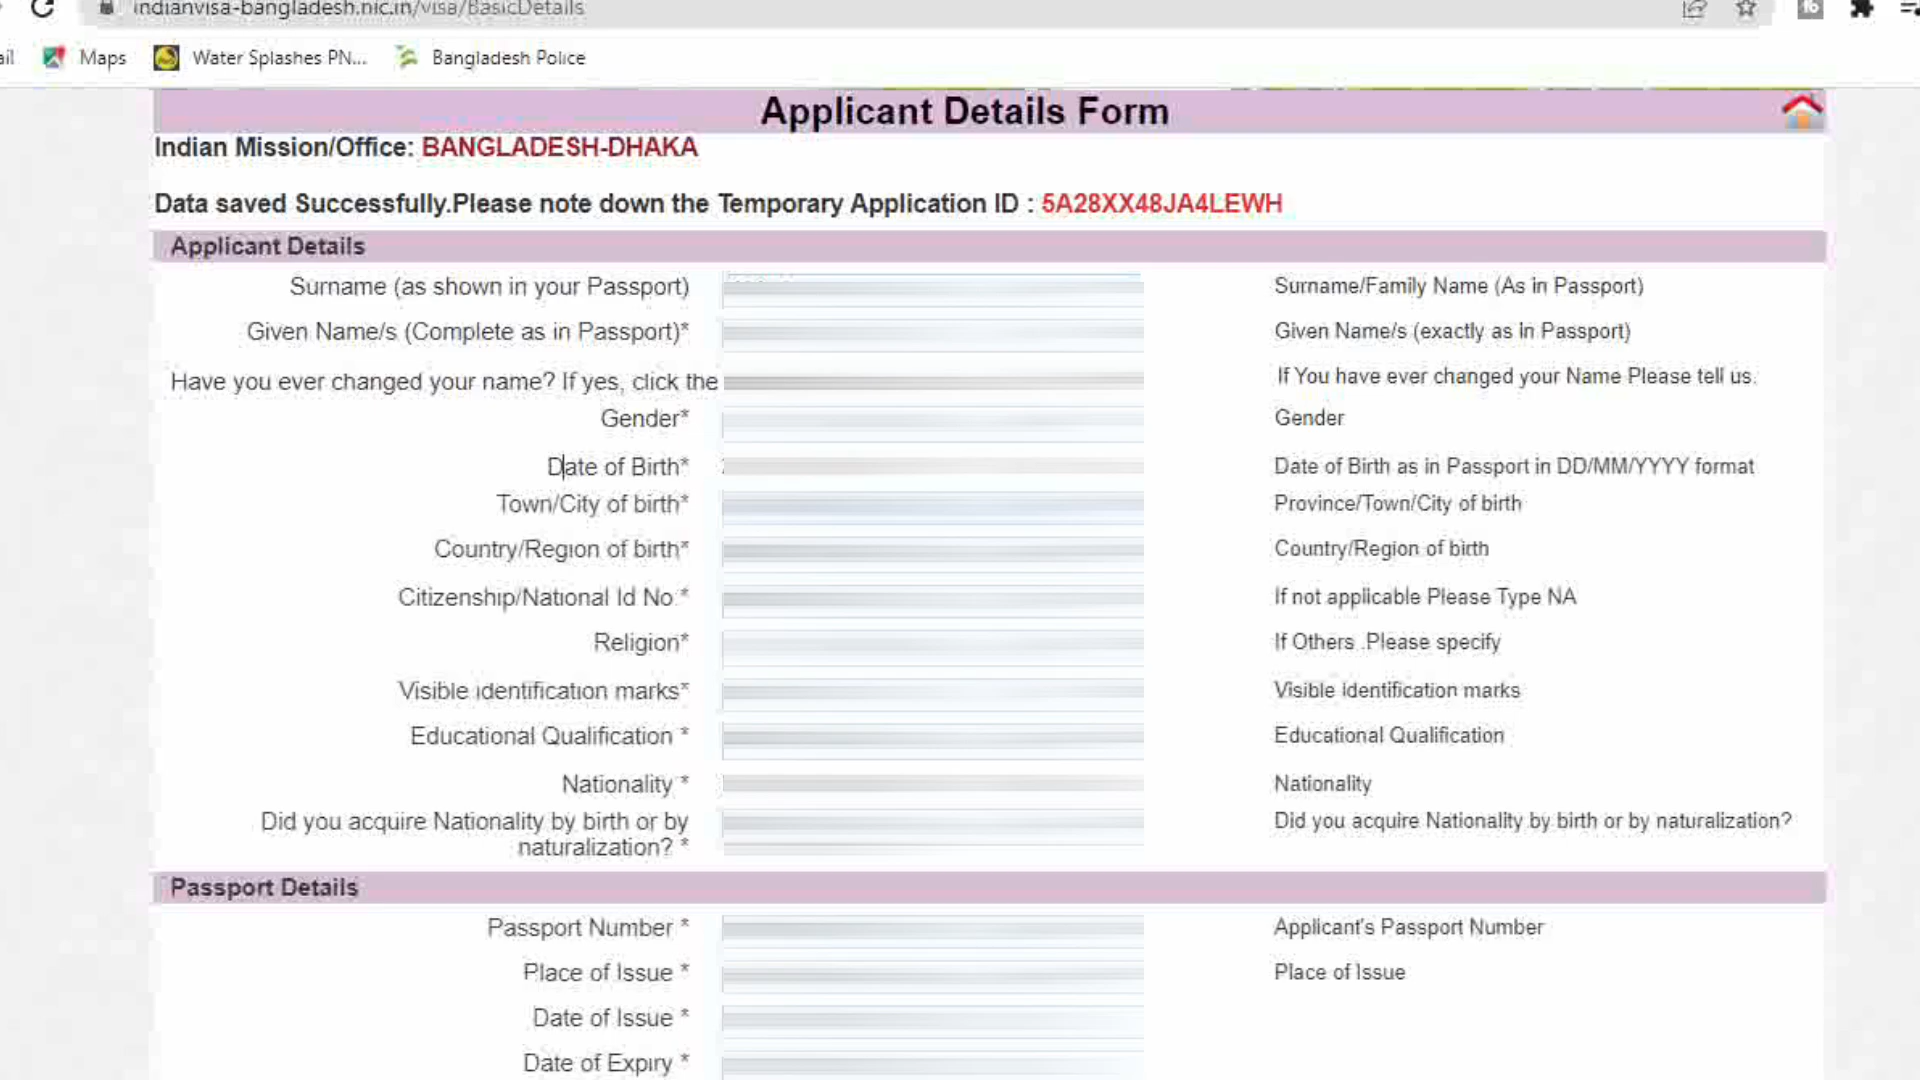 indianvisa-bangladesh.nic.in/visa/BasicDetails
ail Maps Water Splashes PN... Bangladesh Police
Applicant Details Form
Indian Mission/Office: BANGLADESH-DHAKA
Data saved Successfully.Please note down the Temporary Application ID : 5A28XX48JA4LEWH
Applicant Details
Surname (as shown in your Passport) Surname/Family Name (As in Passport)
Given Name/s (Complete as in Passport)* Given Name/s (exactly as in Passport)
Have you ever changed your name? If yes, click the If You have ever changed your Name Please tell us.
Gender* Gender
Date of Birth* Date of Birth as in Passport in DD/MM/YYYY format
Town/City of birth* Province/Town/City of birth
Country/Region of birth* Country/Region of birth
Citizenship/National Id No.* If not applicable Please Type NA
Religion* If Others .Please specify
Visible identification marks* Visible identification marks
Educational Qualification * Educational Qualification
Nationality * Nationality
Did you acquire Nationality by birth or by Did you acquire Nationality by birth or by naturalization?
naturalization? *
Passport Details
Passport Number * Applicant's Passport Number
Place of Issue * Place of Issue
Date of Issue *
Date of Expiry *